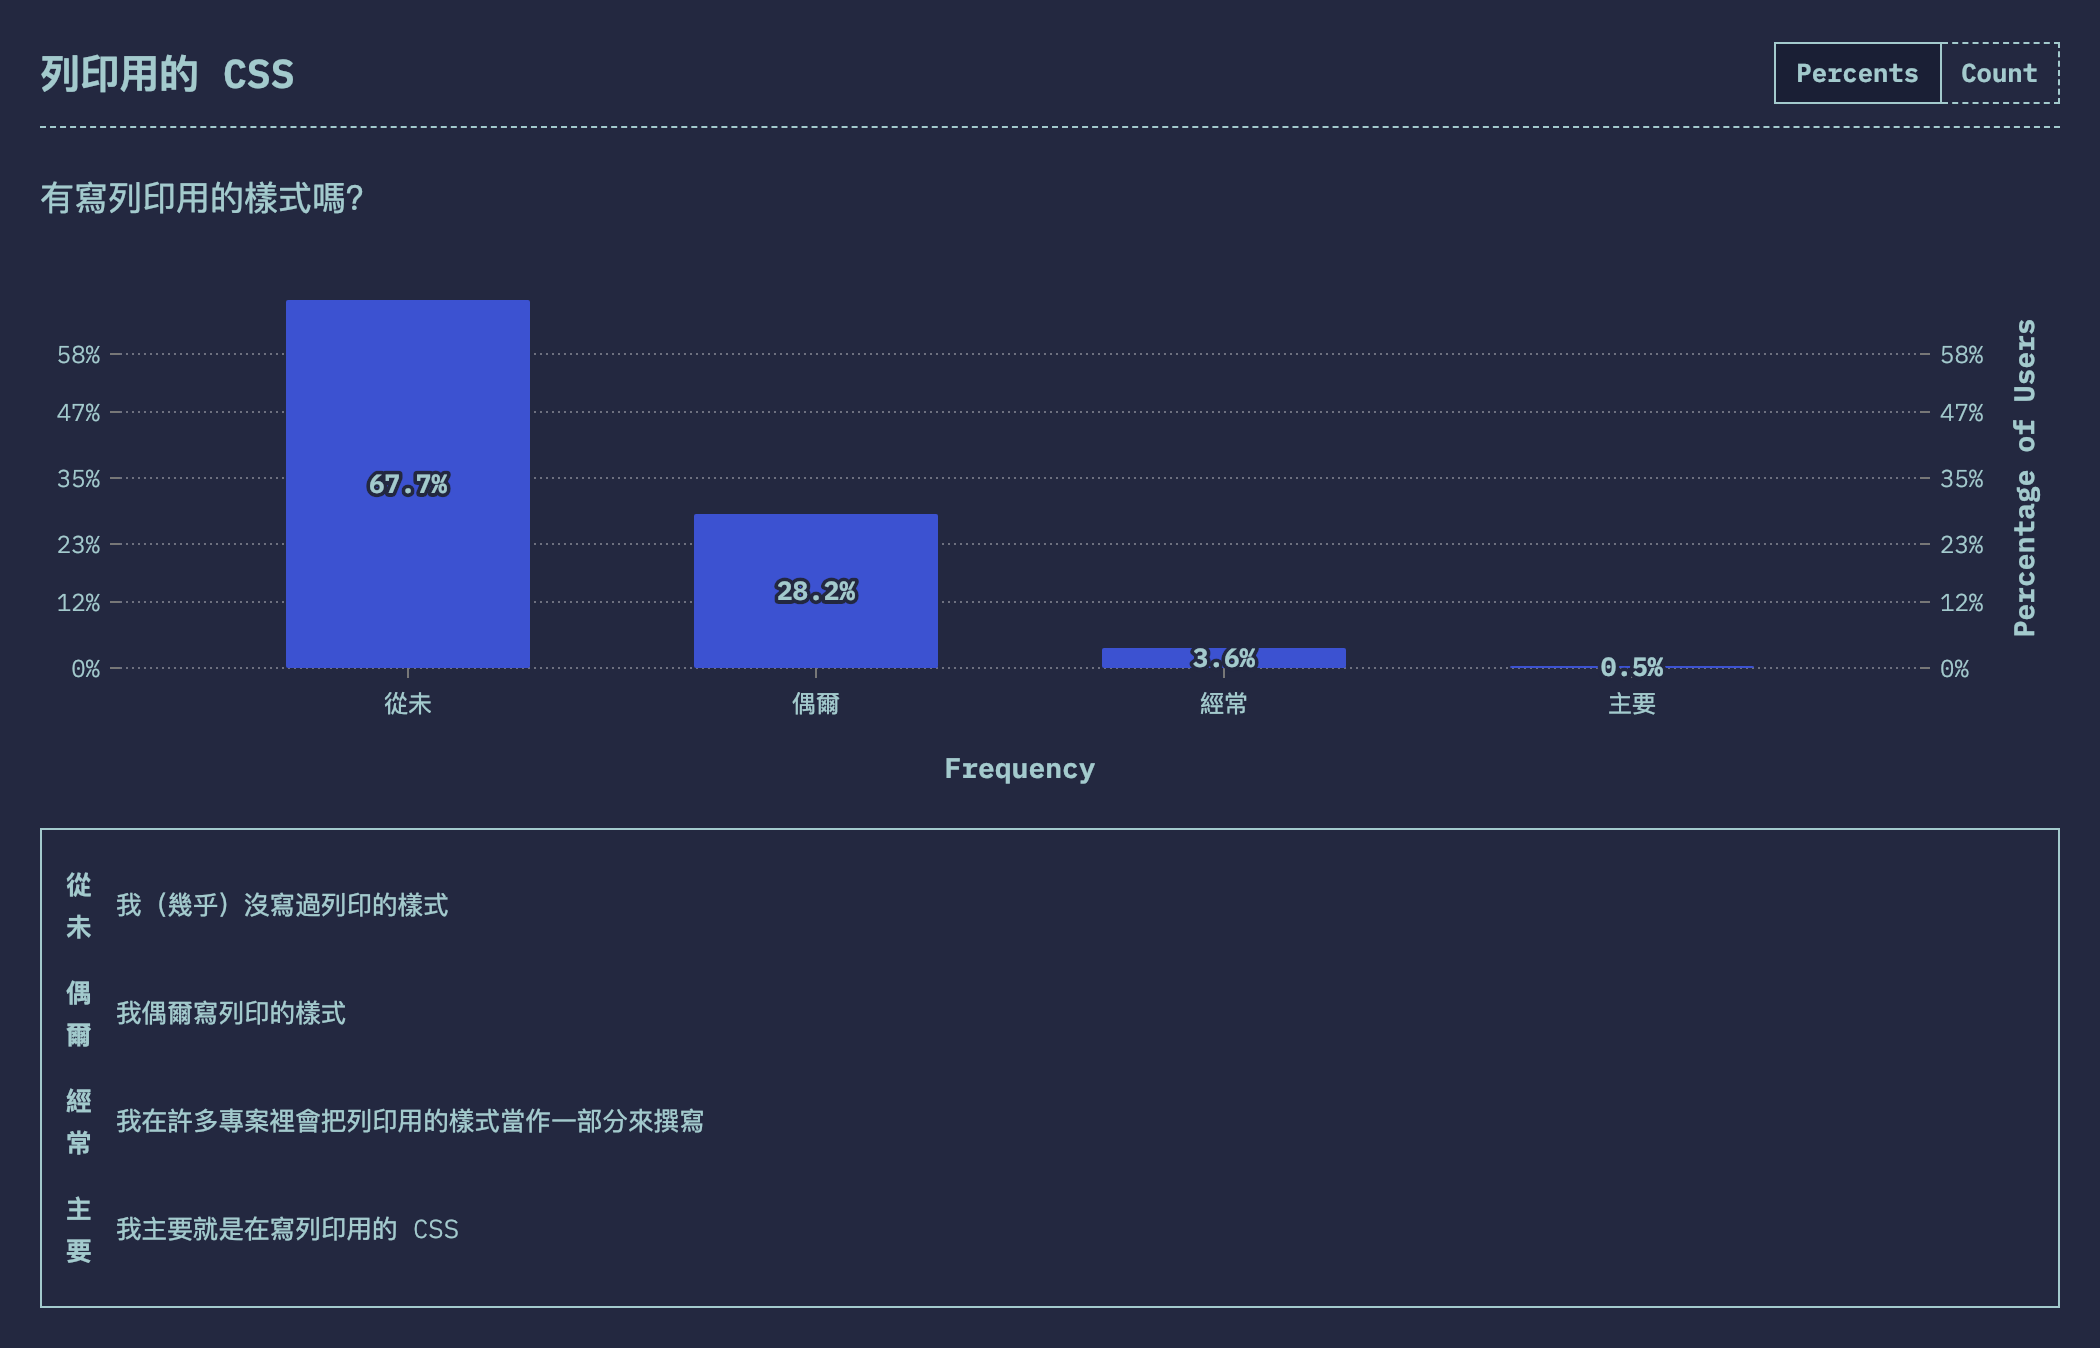 列印用的 CSS
Percents Count
有寫列印用的樣式嗎?
58% 58%
47% 47%
35% 35%
23% 23%
12% 12%
0% 0%
67.7%
28.2%
3.6%
0.5%
Percentage of Users
從未 偶爾 經常 主要
Frequency
從未 我（幾乎）沒寫過列印的樣式
偶爾 我偶爾寫列印的樣式
經常 我在許多專案裡會把列印用的樣式當作一部分來撰寫
主要 我主要就是在寫列印用的 CSS